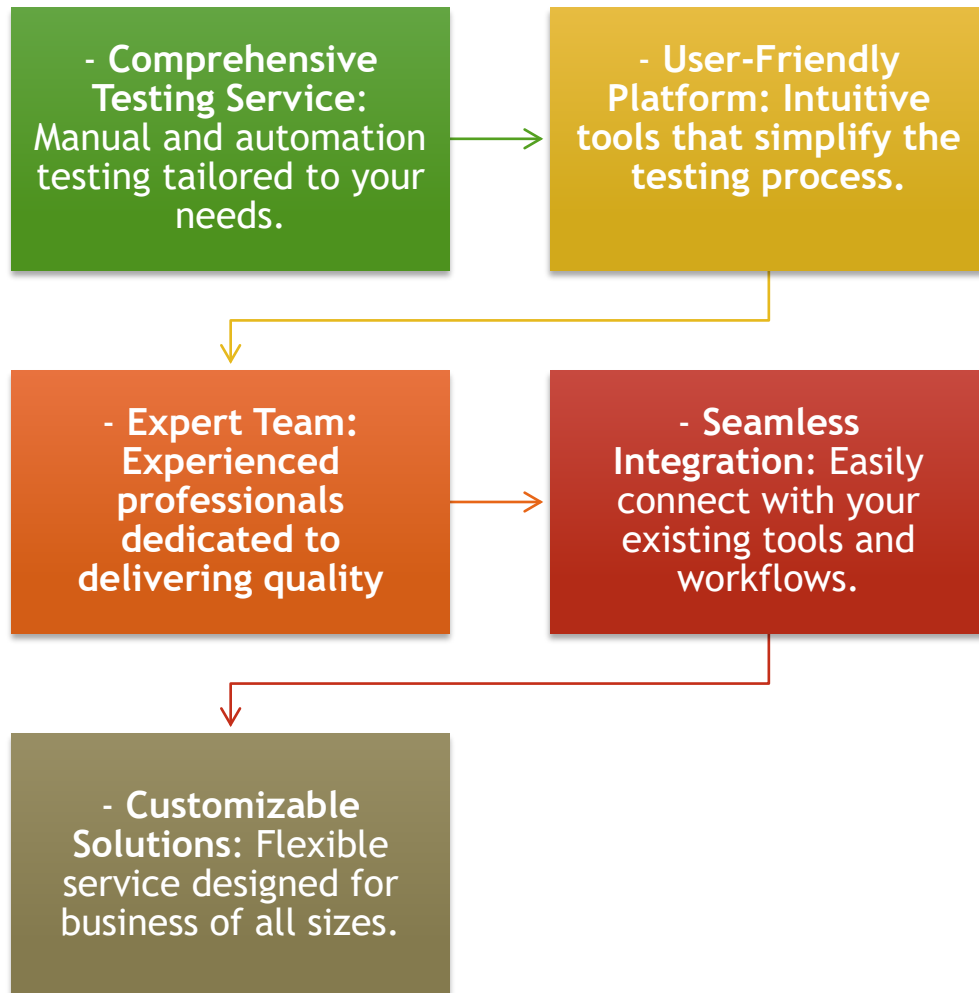 - Comprehensive
Testing Service:
Manual and automation
testing tailored to your
needs.
- User-Friendly
Platform: Intuitive
tools that simplify the
testing process.
- Expert Team:
Experienced
professionals
dedicated to
delivering quality
- Seamless
Integration: Easily
connect with your
existing tools and
workflows.
- Customizable
Solutions: Flexible
service designed for
business of all sizes.